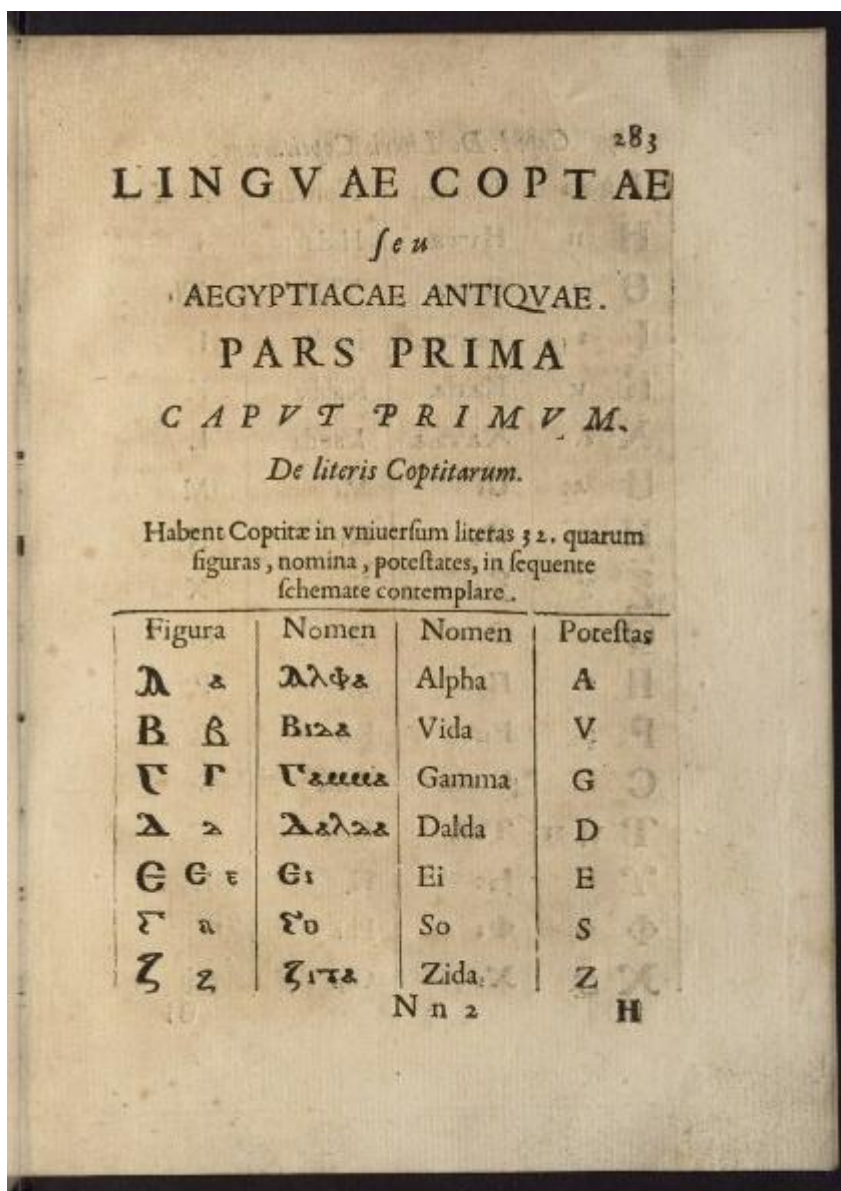 283
LINGVAE COPTAE
ſeu
AEGYPTIACAE ANTIQVAE.
PARS PRIMA
CAPVT PRIMVM.
De literis Coptitarum.
Habent Coptitæ in vniuerſum literas 32. quarum
figuras, nomina, poteſtates, in ſequente
ſchemate contemplare.
Figura Nomen Nomen Poteſtas
Ⲁ ⲁ Ⲁⲗⲫⲁ Alpha A
Ⲃ ⲃ Ⲃⲓⲇⲁ Vida V
Ⲅ ⲅ Ⲅⲁⲙⲙⲁ Gamma G
Ⲇ ⲇ Ⲇⲁⲗⲇⲁ Dalda D
Ⲉ Ⲉ ⲉ Ⲉⲓ Ei E
So S
Ⲍ ⲍ Ⲍⲓⲧⲁ Zida Z
Nn 2 H